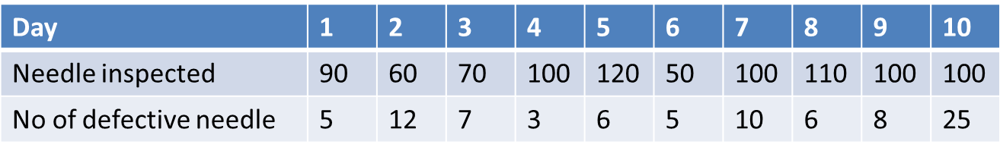 Day 1 2 3 4 5 6 7 8 9 10
Needle inspected 90 60 70 100 120 50 100 110 100 100
No of defective needle 5 12 7 3 6 5 10 6 8 25